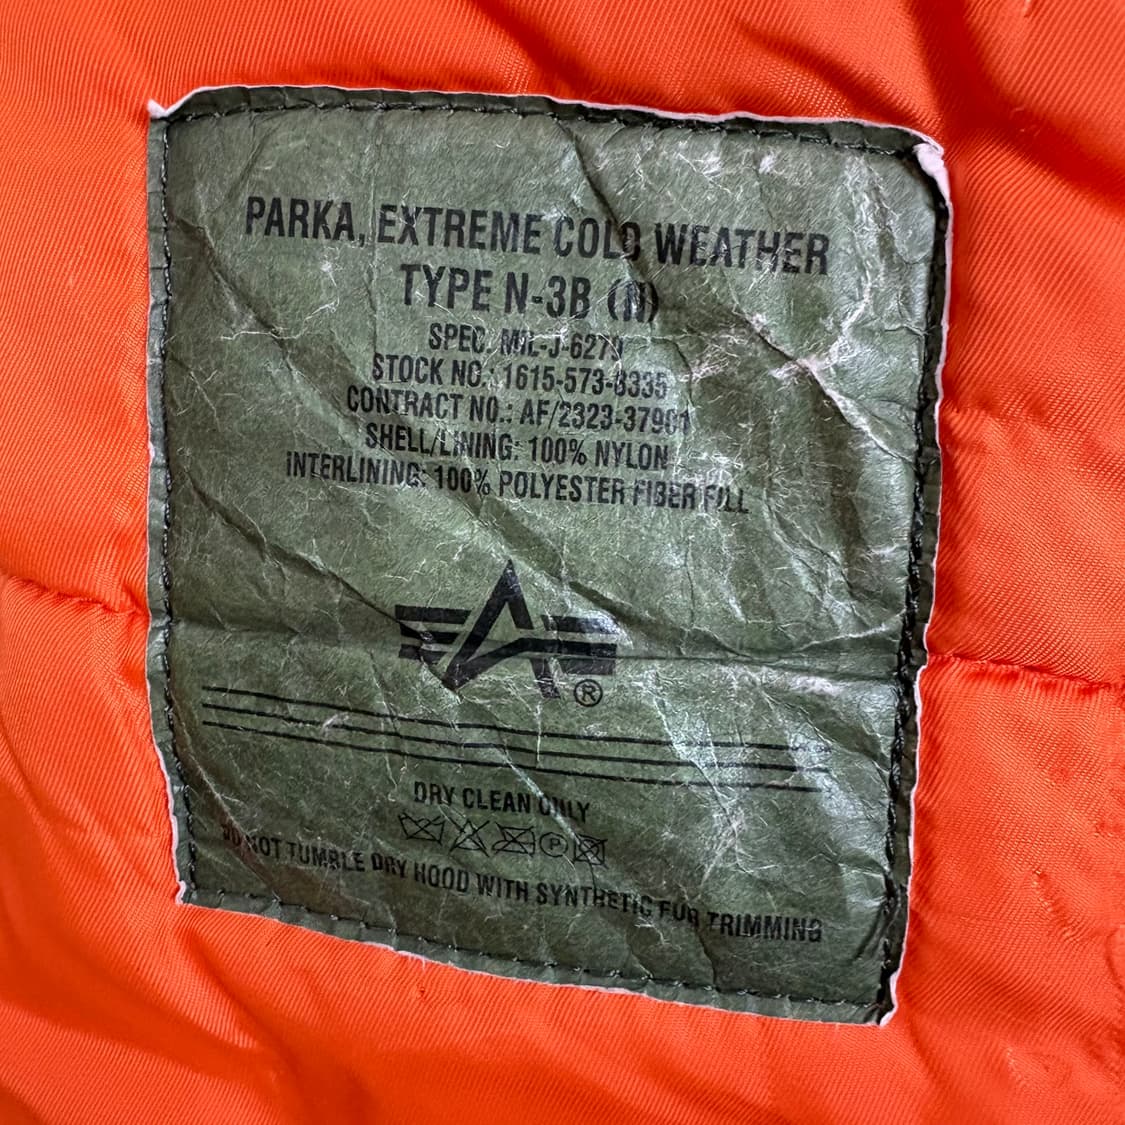 PARKA, EXTREME COLD WEATHER
TYPE N-3B (N)
SPEC. MIL-J-6279
STOCK NO.: 1615-573-8335
CONTRACT NO.: AF/2323-37901
SHELL/LINING: 100% NYLON
INTERLINING: 100% POLYESTER FIBER FILL
®
DRY CLEAN ONLY
P
DO NOT TUMBLE DRY HOOD WITH SYNTHETIC FUR TRIMMING